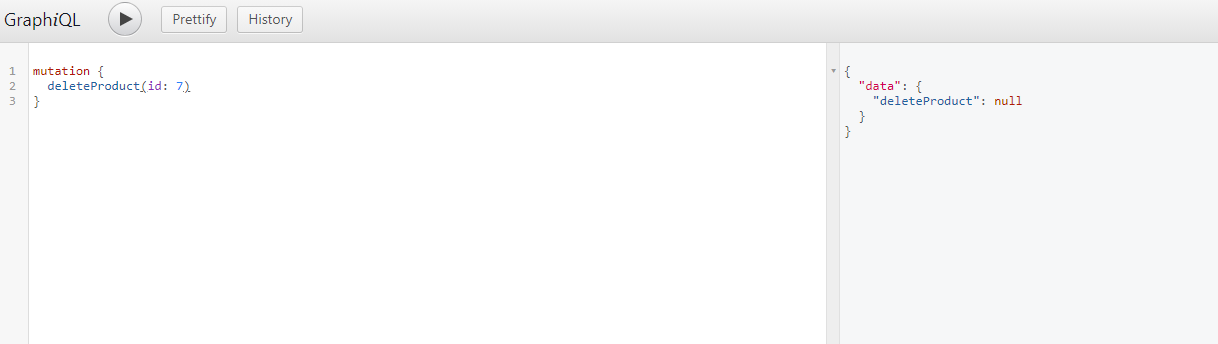 GraphiQL Prettify History
1 mutation {
2 deleteProduct(id: 7)
3 }
{
"data": {
"deleteProduct": null
}
}